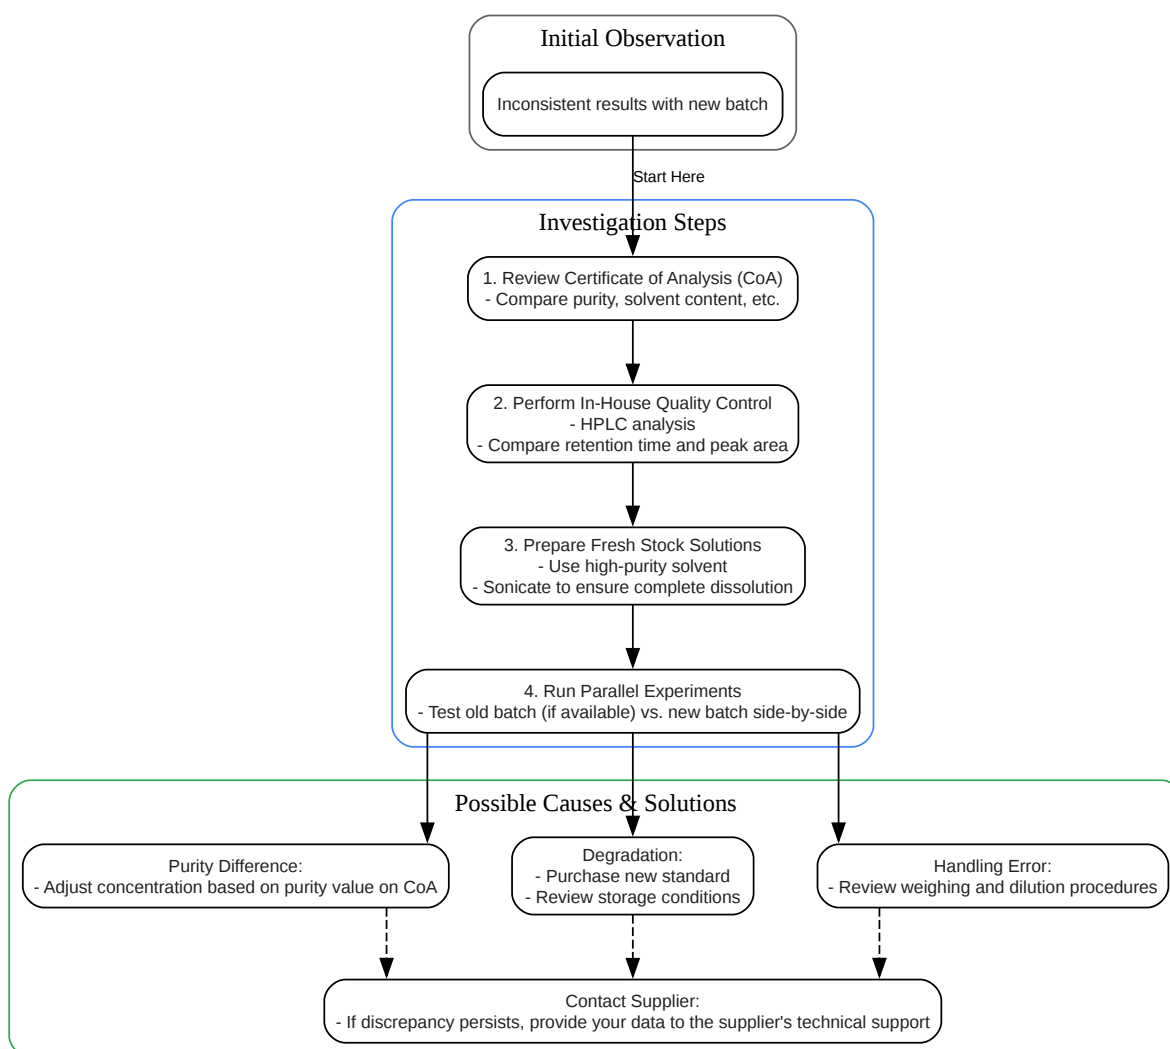 Initial Observation
Inconsistent results with new batch
Start Here
Investigation Steps
1. Review Certificate of Analysis (CoA)
- Compare purity, solvent content, etc.
2. Perform In-House Quality Control
- HPLC analysis
- Compare retention time and peak area
3. Prepare Fresh Stock Solutions
- Use high-purity solvent
- Sonicate to ensure complete dissolution
4. Run Parallel Experiments
- Test old batch (if available) vs. new batch side-by-side
Possible Causes & Solutions
Purity Difference:
- Adjust concentration based on purity value on CoA
Degradation:
- Purchase new standard
- Review storage conditions
Handling Error:
- Review weighing and dilution procedures
Contact Supplier:
- If discrepancy persists, provide your data to the supplier's technical support